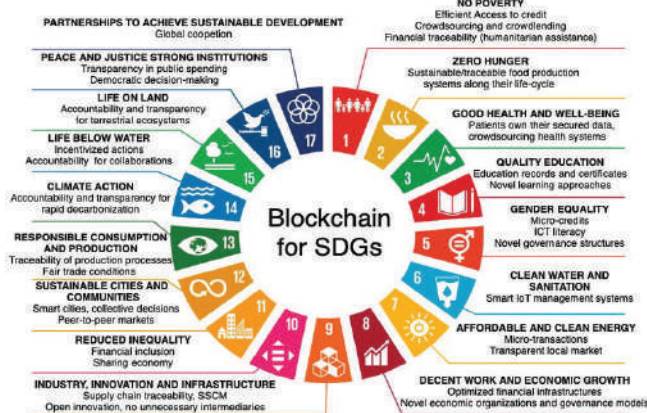 NO POVERTY
Efficient Access to credit
Crowdsourcing and crowdlending
Financial traceability (humanitarian assistance)
ZERO HUNGER
Sustainable/traceable food production
systems along their life-cycle
GOOD HEALTH AND WELL-BEING
Patients own their secured data,
crowdsourcing health systems
QUALITY EDUCATION
Education records and certificates
Novel learning approaches
GENDER EQUALITY
Micro-credits
ICT literacy
Novel governance structures
CLEAN WATER AND
SANITATION
Smart IoT management systems
AFFORDABLE AND CLEAN ENERGY
Micro-transactions
Transparent local market
DECENT WORK AND ECONOMIC GROWTH
Optimized financial infrastructures
Novel economic organizations and governance models
PARTNERSHIPS TO ACHIEVE SUSTAINABLE DEVELOPMENT
Global coopetion
PEACE AND JUSTICE STRONG INSTITUTIONS
Transparency in public spending
Democratic decision-making
LIFE ON LAND
Accountability and transparency
for terrestrial ecosystems
LIFE BELOW WATER
Incentivized actions
Accountability for collaborations
CLIMATE ACTION
Accountability and transparency for
rapid decarbonization
RESPONSIBLE CONSUMPTION
AND PRODUCTION
Traceability of production processes
Fair trade conditions
SUSTAINABLE CITIES AND
COMMUNITIES
Smart cities, collective decisions
Peer-to-peer markets
REDUCED INEQUALITY
Financial inclusion
Sharing economy
INDUSTRY, INNOVATION AND INFRASTRUCTURE
Supply chain traceability, SSCM
Open innovation, no unnecessary intermediaries
Blockchain
for SDGs
1
2
3
4
5
6
7
8
9
10
11
12
13
14
15
16
17